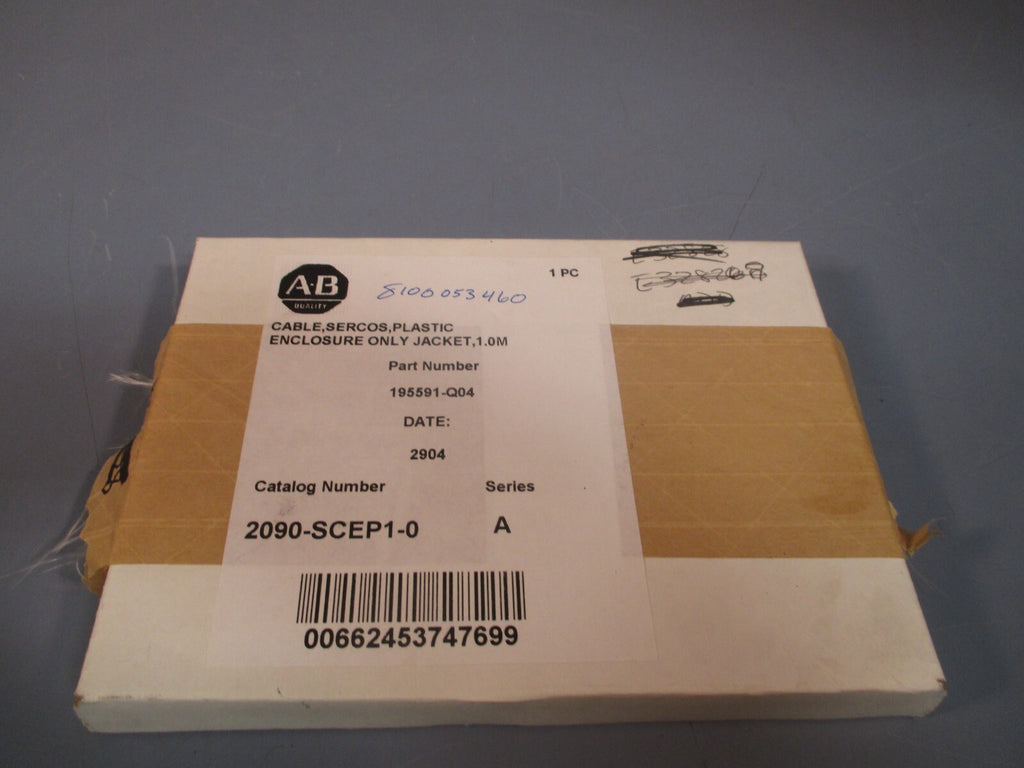 A-B
QUALITY
8100053460
1 PC
CABLE,SERCOS,PLASTIC
ENCLOSURE ONLY JACKET,1.0M
Part Number
195591-Q04
DATE:
2904
Catalog Number
Series
2090-SCEP1-0
A
00662453747699